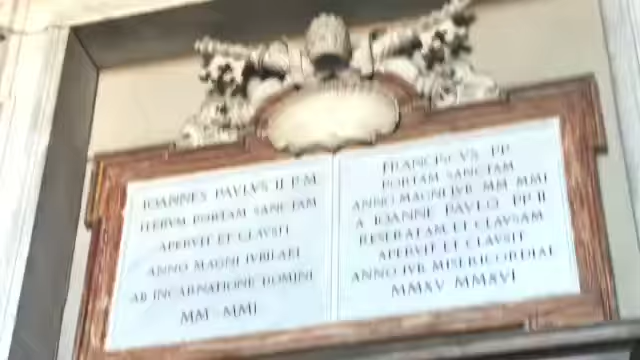 IOANNES PAVLVS II P.M
ITERVM PORTAM SANCTAM
APERVIT ET CLAVSIT
ANNO MAGNI IVBILAEI
AB INCARNATIONE DOMINI
MM - MMI
FRANCISCVS PP
PORTAM SANCTAM
ANNO MAGNI IVB MM MMI
A IOANNE PAVLO PP II
RESERATAM ET CLAVSAM
APERVIT ET CLAVSIT
ANNO IVB MISERICORDIAE
MMXV MMXVI